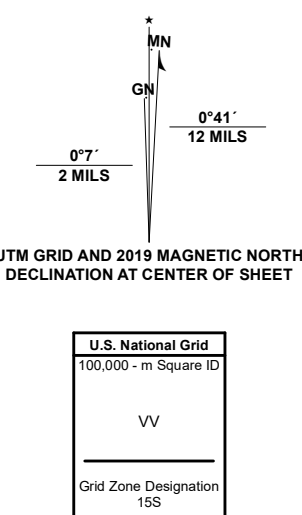 ★
MN
GN
0°41´
12 MILS
0°7´
2 MILS
UTM GRID AND 2019 MAGNETIC NORTH
DECLINATION AT CENTER OF SHEET
U.S. National Grid
100,000 - m Square ID
VV
Grid Zone Designation
15S